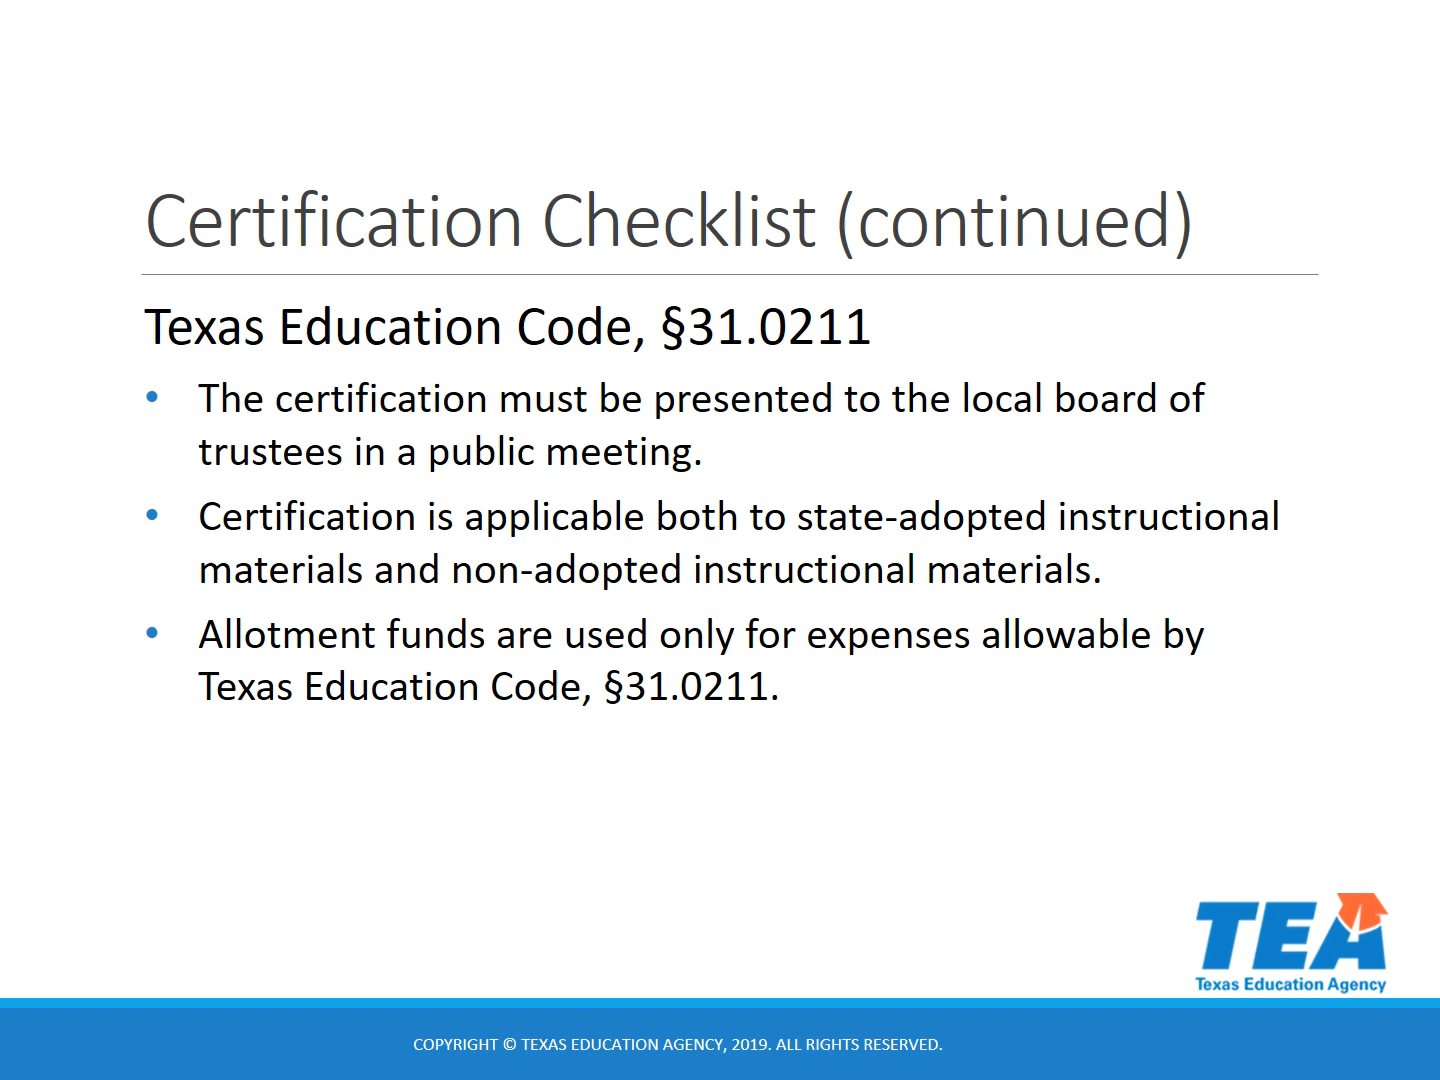 Certification Checklist (continued)
Texas Education Code, §31.0211
• The certification must be presented to the local board of
trustees in a public meeting.
• Certification is applicable both to state-adopted instructional
materials and non-adopted instructional materials.
• Allotment funds are used only for expenses allowable by
Texas Education Code, §31.0211.
TEA
Texas Education Agency
COPYRIGHT © TEXAS EDUCATION AGENCY, 2019. ALL RIGHTS RESERVED.